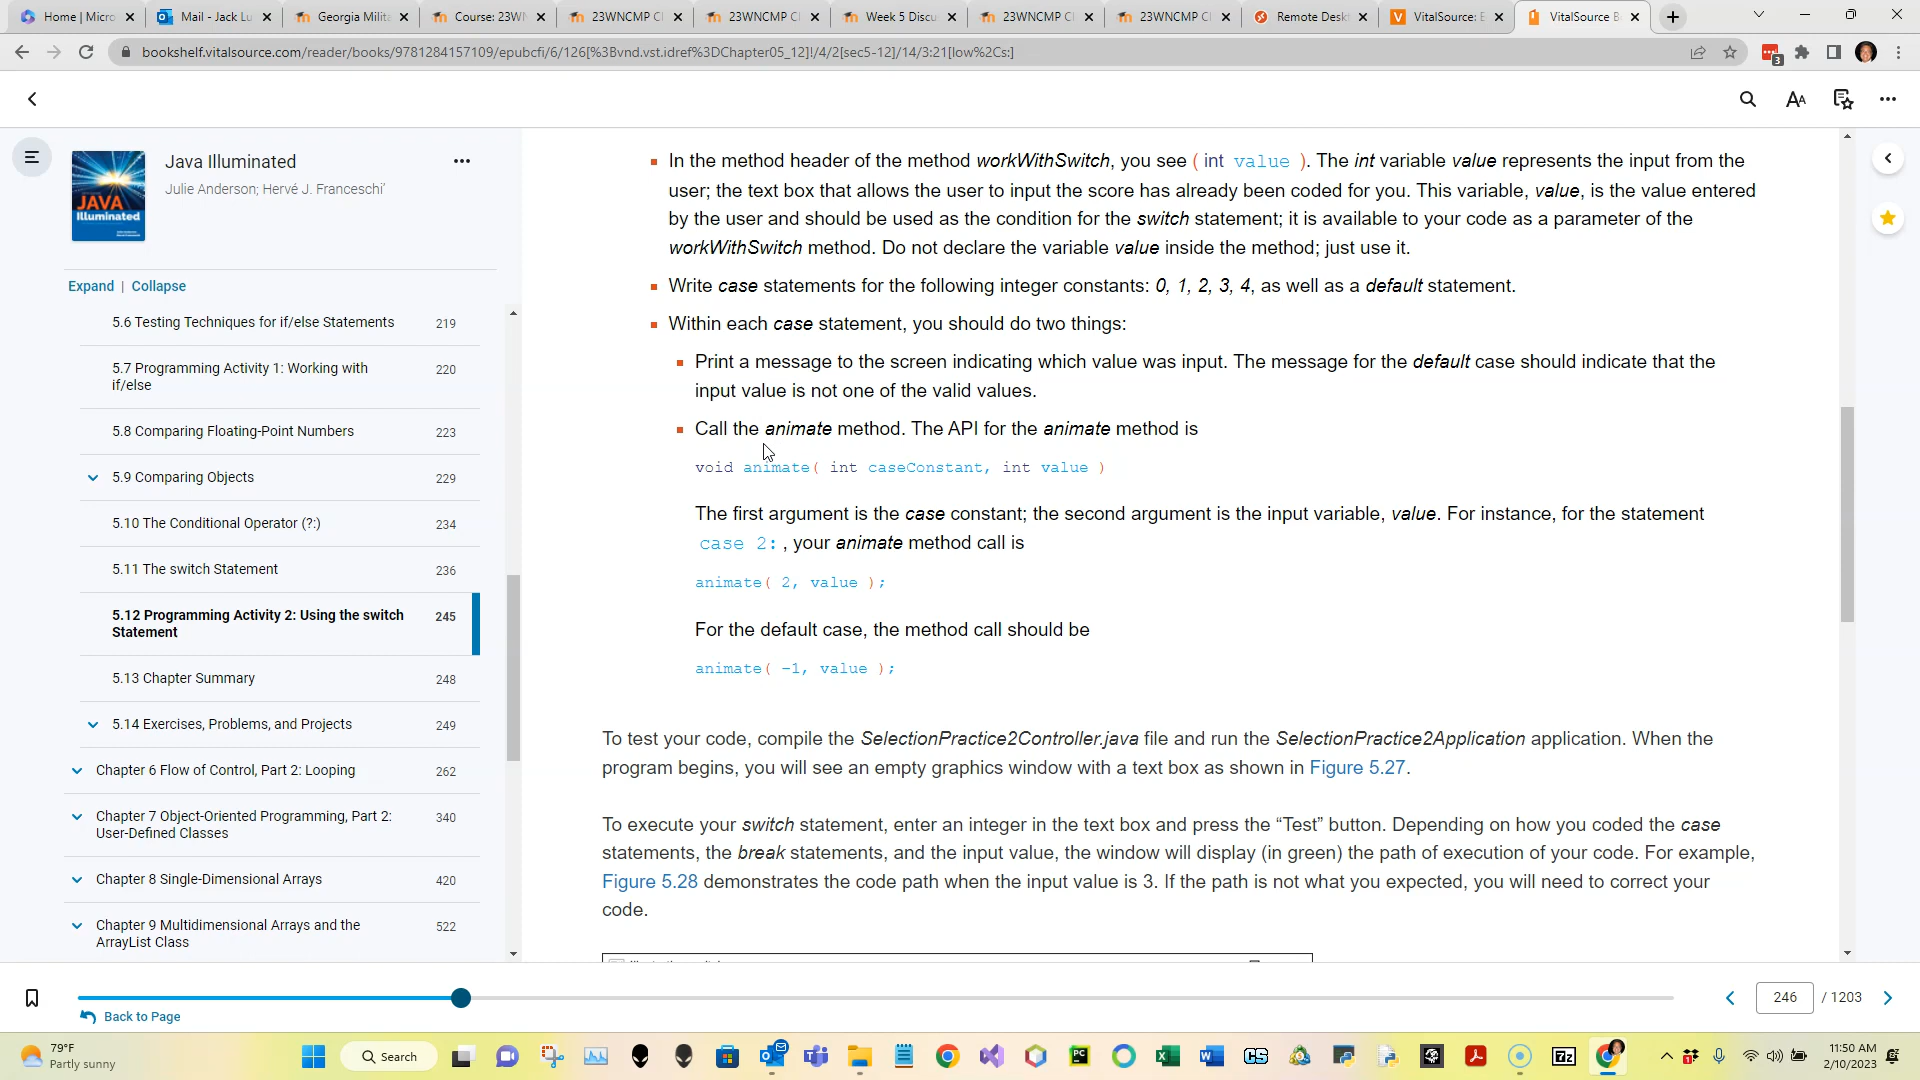 Home | Micro
Mail - Jack Lu
Georgia Milita
Course: 23WN
23WNCMP CI
23WNCMP CI
Week 5 Discu
23WNCMP CI
23WNCMP CI
Remote Deskt
VitalSource: E
VitalSource B
bookshelf.vitalsource.com/reader/books/9781284157109/epubcfi/6/126[%3Bvnd.vst.idref%3DChapter05_12]!/4/2[sec5-12]/14/3:21[low%2Cs:]
3
AA
JAVA
Illuminated
Java Illuminated
Julie Anderson; Hervé J. Franceschi'
Expand | Collapse
5.6 Testing Techniques for if/else Statements 219
5.7 Programming Activity 1: Working with 220
if/else
5.8 Comparing Floating-Point Numbers 223
5.9 Comparing Objects 229
5.10 The Conditional Operator (?:) 234
5.11 The switch Statement 236
5.12 Programming Activity 2: Using the switch 245
Statement
5.13 Chapter Summary 248
5.14 Exercises, Problems, and Projects 249
Chapter 6 Flow of Control, Part 2: Looping 262
Chapter 7 Object-Oriented Programming, Part 2: 340
User-Defined Classes
Chapter 8 Single-Dimensional Arrays 420
Chapter 9 Multidimensional Arrays and the 522
ArrayList Class
In the method header of the method workWithSwitch, you see ( int value ). The int variable value represents the input from the
user; the text box that allows the user to input the score has already been coded for you. This variable, value, is the value entered
by the user and should be used as the condition for the switch statement; it is available to your code as a parameter of the
workWithSwitch method. Do not declare the variable value inside the method; just use it.
Write case statements for the following integer constants: 0, 1, 2, 3, 4, as well as a default statement.
Within each case statement, you should do two things:
Print a message to the screen indicating which value was input. The message for the default case should indicate that the
input value is not one of the valid values.
Call the animate method. The API for the animate method is
void animate( int caseConstant, int value )
The first argument is the case constant; the second argument is the input variable, value. For instance, for the statement
case 2: , your animate method call is
animate( 2, value );
For the default case, the method call should be
animate( -1, value );
To test your code, compile the SelectionPractice2Controller.java file and run the SelectionPractice2Application application. When the
program begins, you will see an empty graphics window with a text box as shown in Figure 5.27.
To execute your switch statement, enter an integer in the text box and press the “Test” button. Depending on how you coded the case
statements, the break statements, and the input value, the window will display (in green) the path of execution of your code. For example,
Figure 5.28 demonstrates the code path when the input value is 3. If the path is not what you expected, you will need to correct your
code.
Back to Page
246 / 1203
79°F
Partly sunny
Search
PC
CS
7z
11:50 AM
2/10/2023